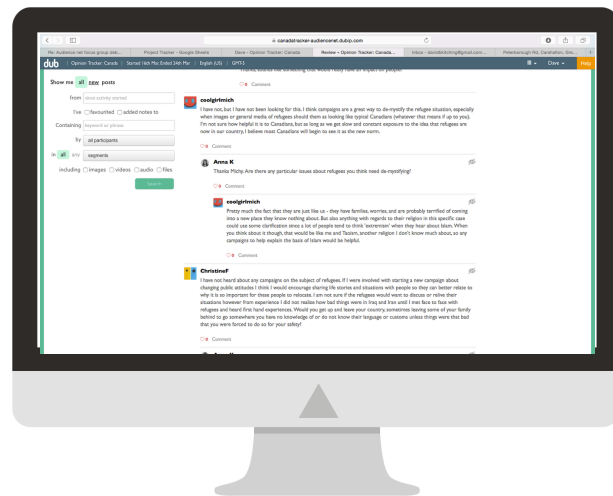 canadatracker-audiencenet.dubip.com
Re: Audience net focus group deb... Project Tracker - Google Sheets Dave - Opinion Tracker: Canada Review – Opinion Tracker: Canada... Peterborough Rd, Carshalton, Gre...
dub | Opinion Tracker: Canada | Started 16th Mar Ended 24th Mar | English (US) | GMT-5 Dave Help
Show me all new posts
from since activity started
I've favourited added notes to
Containing keyword or phrase
by all participants
in all any segments
including images videos audio files
Search
0 Comment
coolgirlmich
I have not, but I have not been looking for this. I think campaigns are a great way to de-mystify the refugee situation, especially
when images or general media of refugees should them as looking like typical Canadians (whatever that means if up to you).
I'm not sure how helpful it is to Canadians, but as long as we get slow and constant exposure to the idea that refugees are
now in our country, I believe most Canadians will begin to see it as the new norm.
0 Comment
Anna K
Thanks Michy. Are there any particular issues about refugees you think need de-mystifying?
0 Comment
coolgirlmich
Pretty much the fact that they are just like us - they have families, worries, and are probably terrified of coming
into a new place they know nothing about. But also anything with regards to their religion in this specific case
could use some clarification since a lot of people tend to think 'extremism' when they hear about Islam. When
you think about it though, that would be like me and Taoism, another religion I don't know much about, so any
campaigns to help explain the basis of Islam would be helpful.
0 Comment
ChristineF
I have not heard about any campaigns on the subject of refugees. If I were involved with starting a new campaign about
changing public attitudes I think I would encourage sharing life stories and situations with people so they can better relate to
why it is so important for these people to relocate. I am not sure if the refugees would want to discuss or relive their
situations however from experience I did not realize how bad things were in Iraq and Iran until I met face to face with
refugees and heard first hand experiences. Would you get up and leave your country, sometimes leaving some of your family
behind to go somewhere you have no knowledge of or do not know their language or customs unless things were that bad
that you were forced to do so for your safety?
0 Comment